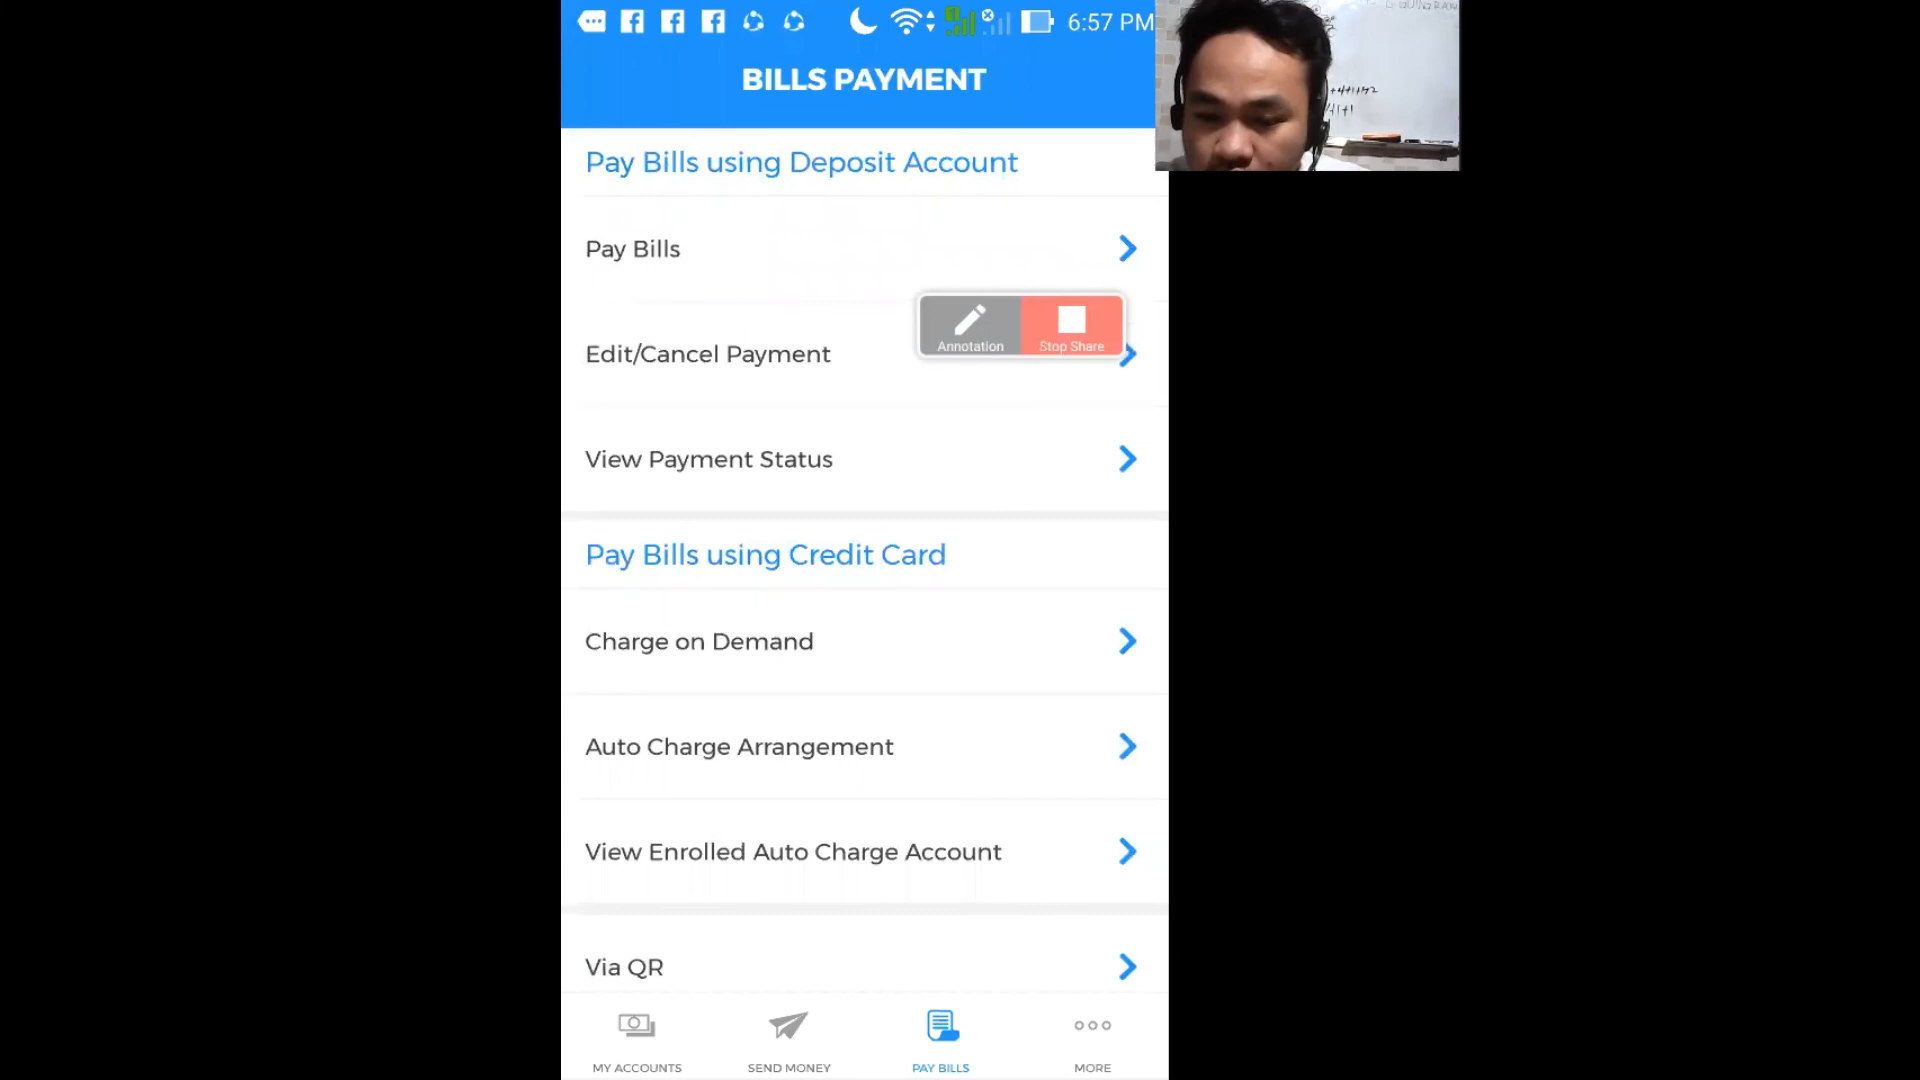 6:57 PM
BILLS PAYMENT
Pay Bills using Deposit Account
Pay Bills
Annotation
Stop Share
Edit/Cancel Payment
View Payment Status
Pay Bills using Credit Card
Charge on Demand
Auto Charge Arrangement
View Enrolled Auto Charge Account
Via QR
MY ACCOUNTS
SEND MONEY
PAY BILLS
MORE